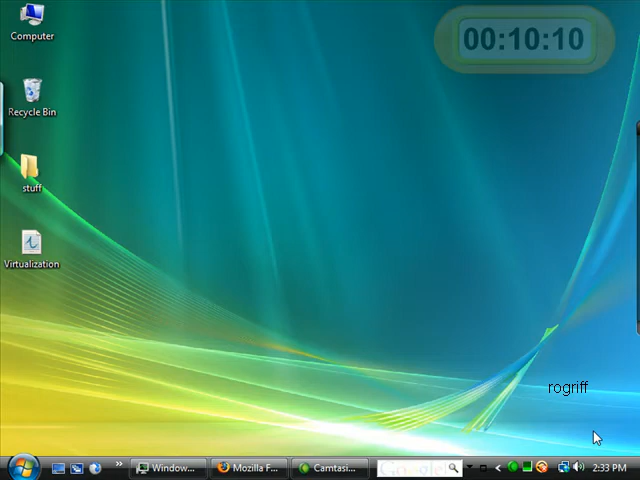 Computer
00:10:10
Recycle Bin
stuff
Virtualization
rogriff
Window...
Mozilla F...
Camtasi...
Google
2:33 PM